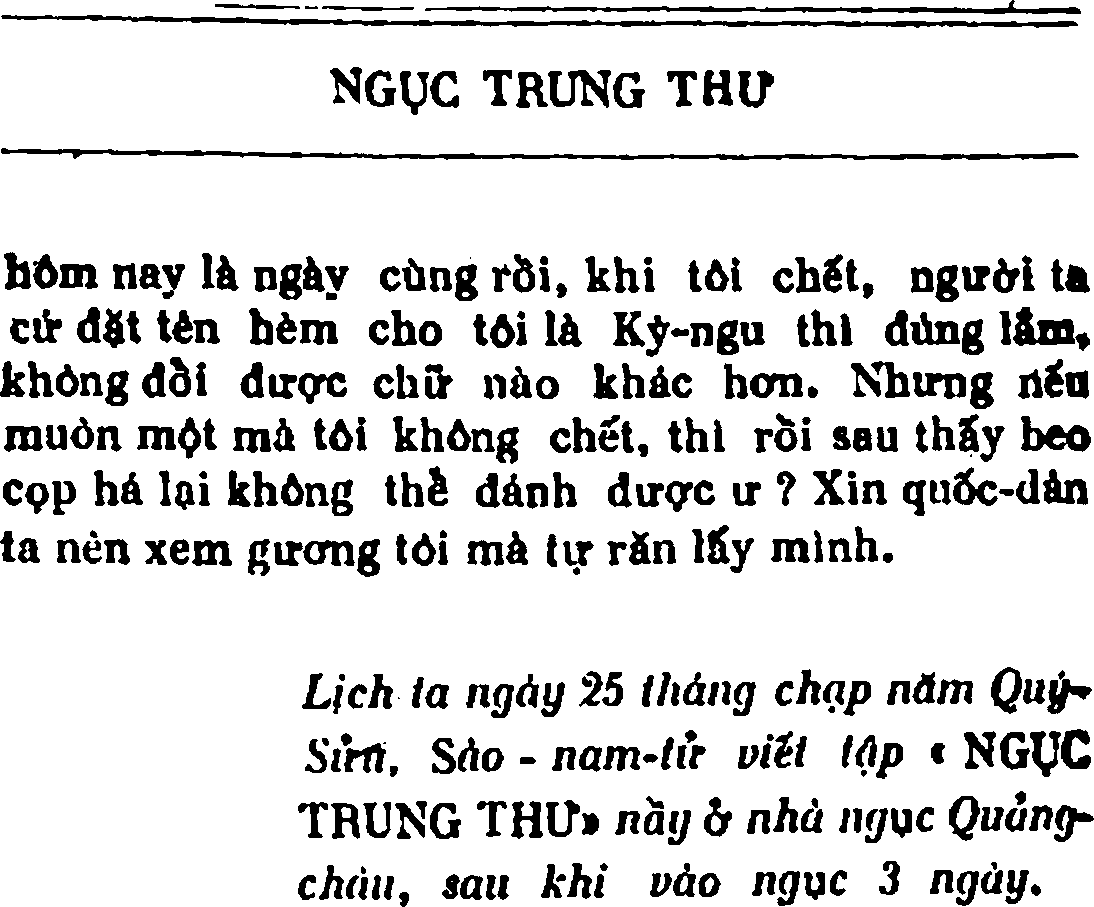 NGỤC TRUNG THƯ
hôm nay là ngày cùng rồi, khi tôi chết, người ta
cứ đặt tên hèm cho tôi là Kỳ-ngu thì đúng lắm,
không đổi được chữ nào khác hơn. Nhưng nếu
muôn một mà tôi không chết, thì rồi sau thấy beo
cọp há lại không thể đánh được ư ? Xin quốc-dân
ta nên xem gương tôi mà tự răn lấy mình.
Lịch ta ngày 25 tháng chạp năm Quý-
Sửu, Sào - nam-tử viết tập « NGỤC
TRUNG THƯ» nầy ở nhà ngục Quảng-
châu, sau khi vào ngục 3 ngày.